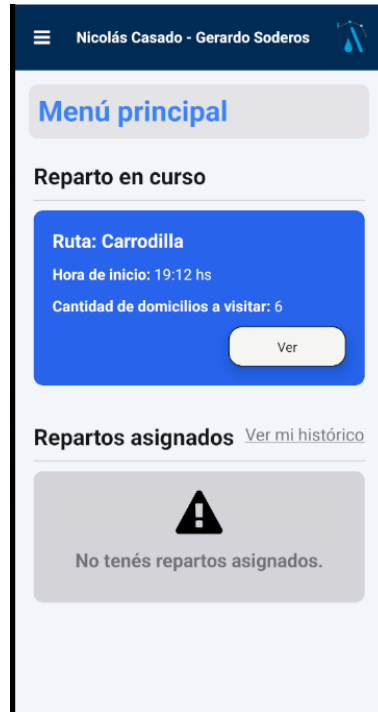 Nicolás Casado - Gerardo Soderos
Menú principal
Reparto en curso
Ruta: Carrodilla
Hora de inicio: 19:12 hs
Cantidad de domicilios a visitar: 6
Ver
Repartos asignados Ver mi histórico
No tenés repartos asignados.